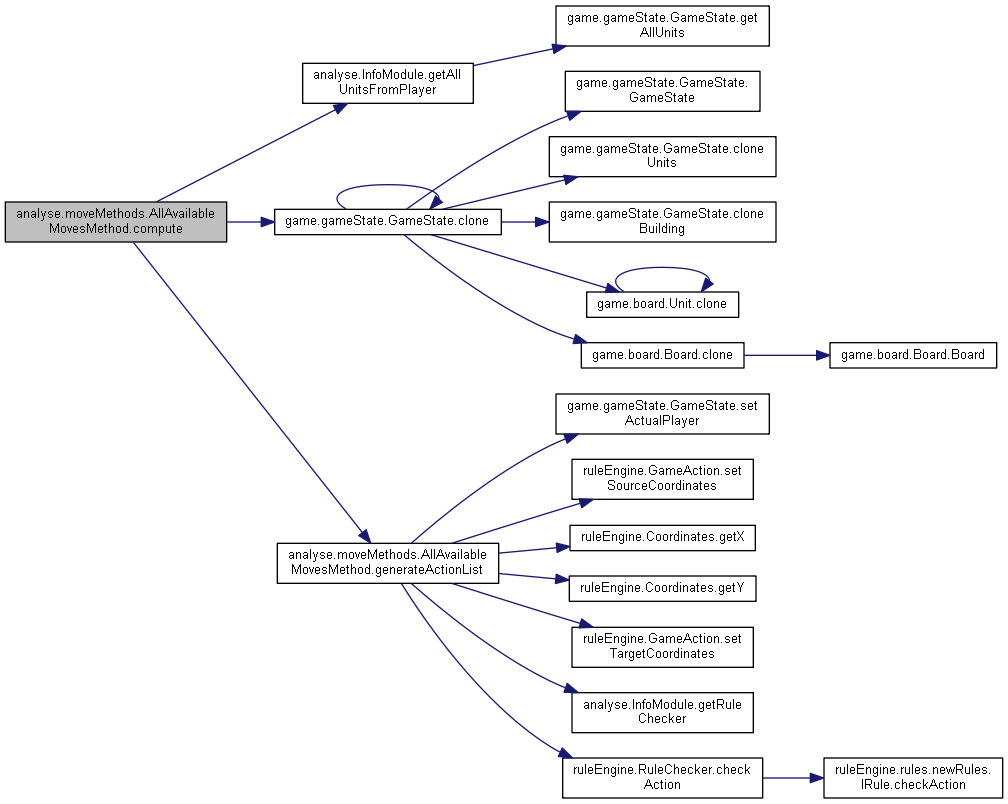 game.gameState.GameState.get
AllUnits
analyse.InfoModule.getAll
UnitsFromPlayer
game.gameState.GameState.
GameState
game.gameState.GameState.clone
Units
analyse.moveMethods.AllAvailable
MovesMethod.compute
game.gameState.GameState.clone
game.gameState.GameState.clone
Building
game.board.Unit.clone
game.board.Board.clone
game.board.Board.Board
game.gameState.GameState.set
ActualPlayer
ruleEngine.GameAction.set
SourceCoordinates
ruleEngine.Coordinates.getX
analyse.moveMethods.AllAvailable
MovesMethod.generateActionList
ruleEngine.Coordinates.getY
ruleEngine.GameAction.set
TargetCoordinates
analyse.InfoModule.getRule
Checker
ruleEngine.RuleChecker.check
Action
ruleEngine.rules.newRules.
IRule.checkAction